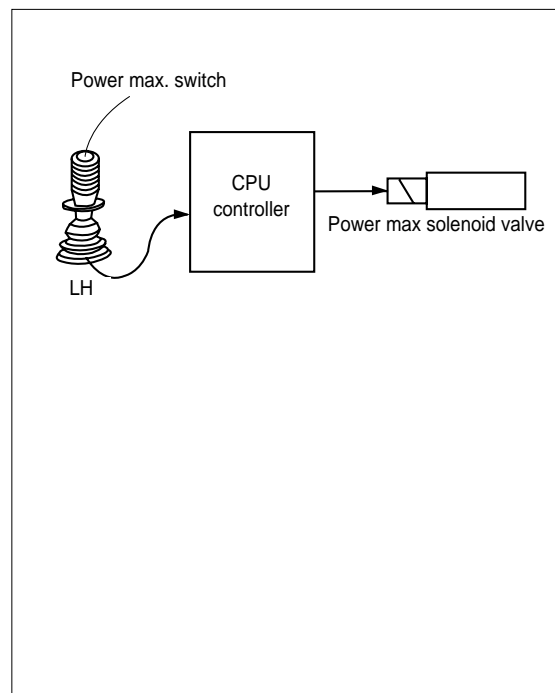 Power max. switch
CPU
controller
Power max solenoid valve
LH